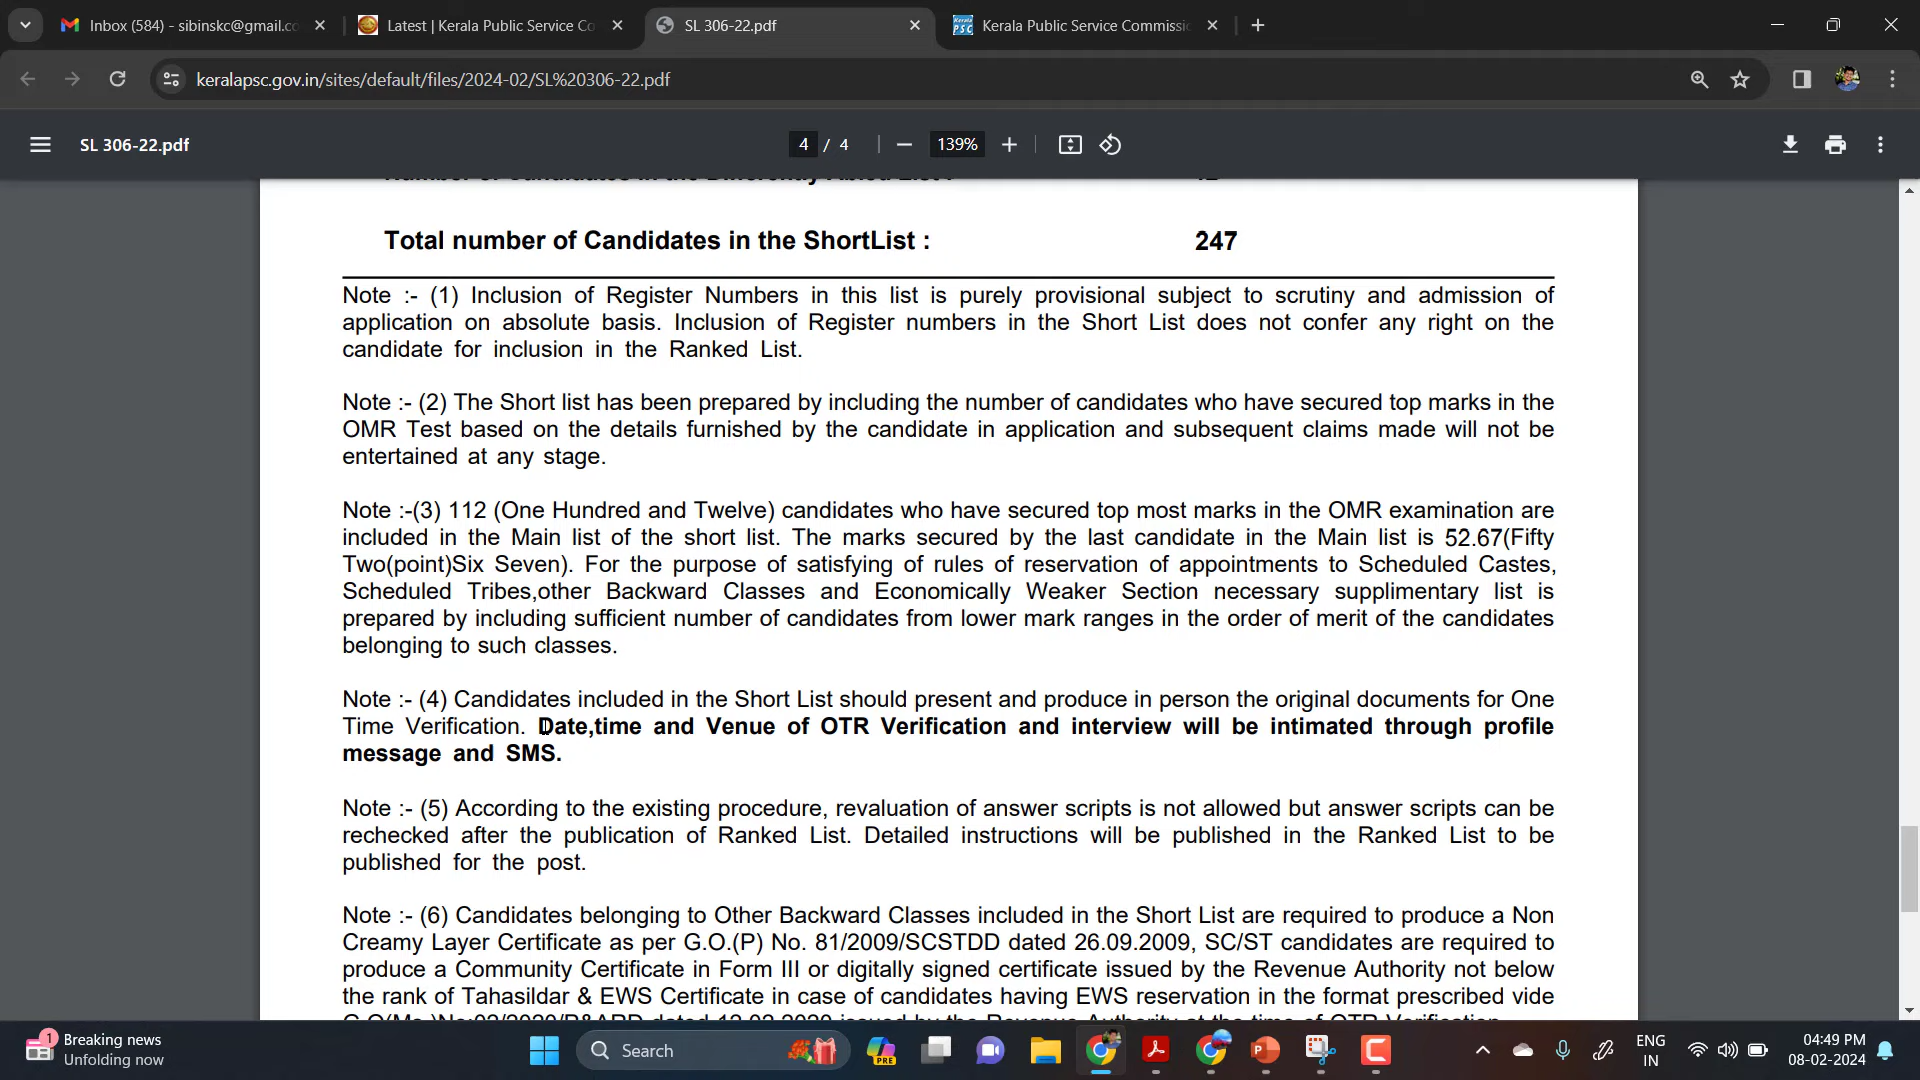 Inbox (584) - sibinskc@gmail.co
Latest | Kerala Public Service Co
SL 306-22.pdf
Kerala Public Service Commissi
keralapsc.gov.in/sites/default/files/2024-02/SL%20306-22.pdf
SL 306-22.pdf
4 / 4
139%
Total number of Candidates in the ShortList : 247
Note :- (1) Inclusion of Register Numbers in this list is purely provisional subject to scrutiny and admission of
application on absolute basis. Inclusion of Register numbers in the Short List does not confer any right on the
candidate for inclusion in the Ranked List.
Note :- (2) The Short list has been prepared by including the number of candidates who have secured top marks in the
OMR Test based on the details furnished by the candidate in application and subsequent claims made will not be
entertained at any stage.
Note :-(3) 112 (One Hundred and Twelve) candidates who have secured top most marks in the OMR examination are
included in the Main list of the short list. The marks secured by the last candidate in the Main list is 52.67(Fifty
Two(point)Six Seven). For the purpose of satisfying of rules of reservation of appointments to Scheduled Castes,
Scheduled Tribes,other Backward Classes and Economically Weaker Section necessary supplimentary list is
prepared by including sufficient number of candidates from lower mark ranges in the order of merit of the candidates
belonging to such classes.
Note :- (4) Candidates included in the Short List should present and produce in person the original documents for One
Time Verification. Date,time and Venue of OTR Verification and interview will be intimated through profile
message and SMS.
Note :- (5) According to the existing procedure, revaluation of answer scripts is not allowed but answer scripts can be
rechecked after the publication of Ranked List. Detailed instructions will be published in the Ranked List to be
published for the post.
Note :- (6) Candidates belonging to Other Backward Classes included in the Short List are required to produce a Non
Creamy Layer Certificate as per G.O.(P) No. 81/2009/SCSTDD dated 26.09.2009, SC/ST candidates are required to
produce a Community Certificate in Form III or digitally signed certificate issued by the Revenue Authority not below
the rank of Tahasildar & EWS Certificate in case of candidates having EWS reservation in the format prescribed vide
1
Breaking news
Unfolding now
Search
PRE
ENG
IN
04:49 PM
08-02-2024